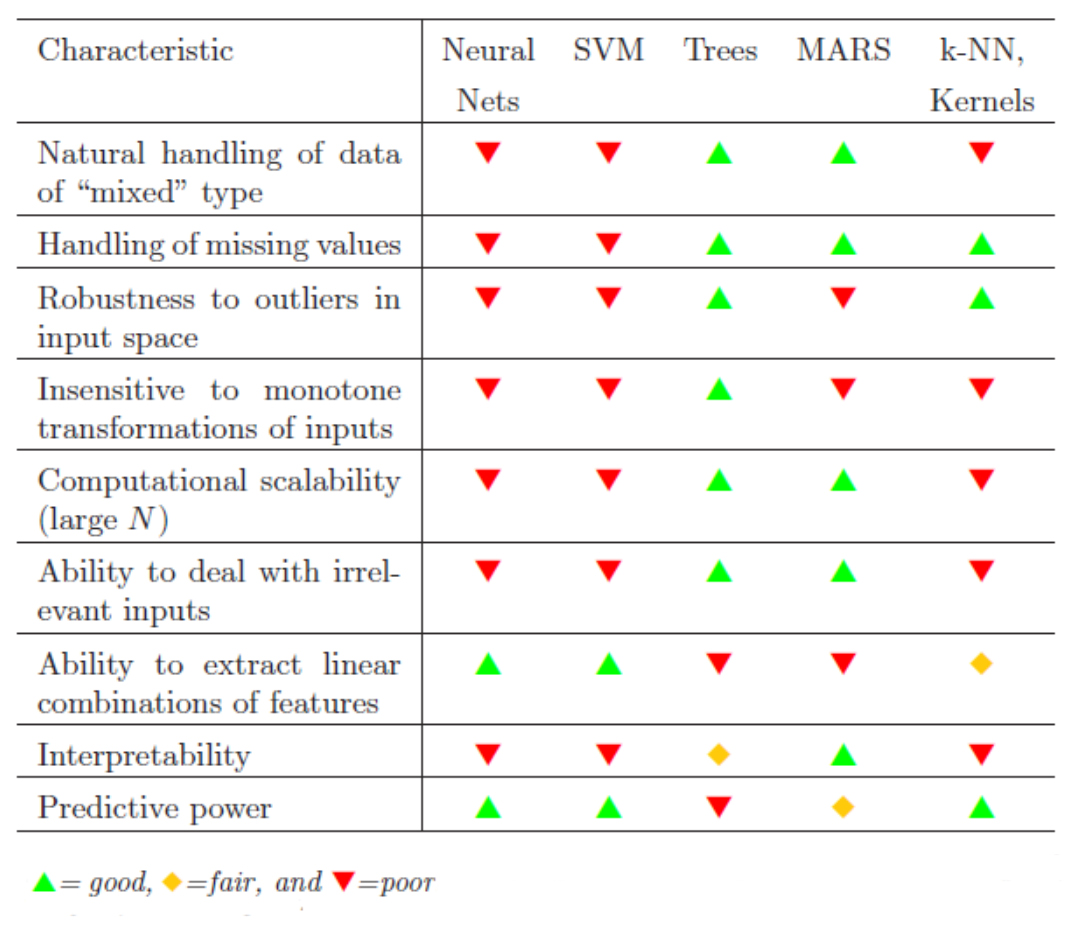 Characteristic Neural SVM Trees MARS k-NN,
Nets Kernels
Natural handling of data ▼ ▼ ▲ ▲ ▼
of “mixed” type
Handling of missing values ▼ ▼ ▲ ▲ ▲
Robustness to outliers in ▼ ▼ ▲ ▼ ▲
input space
Insensitive to monotone ▼ ▼ ▲ ▼ ▼
transformations of inputs
Computational scalability ▼ ▼ ▲ ▲ ▼
(large N)
Ability to deal with irrel- ▼ ▼ ▲ ▲ ▼
evant inputs
Ability to extract linear ▲ ▲ ▼ ▼ ◆
combinations of features
Interpretability ▼ ▼ ◆ ▲ ▼
Predictive power ▲ ▲ ▼ ◆ ▲
▲= good, ◆=fair, and ▼=poor